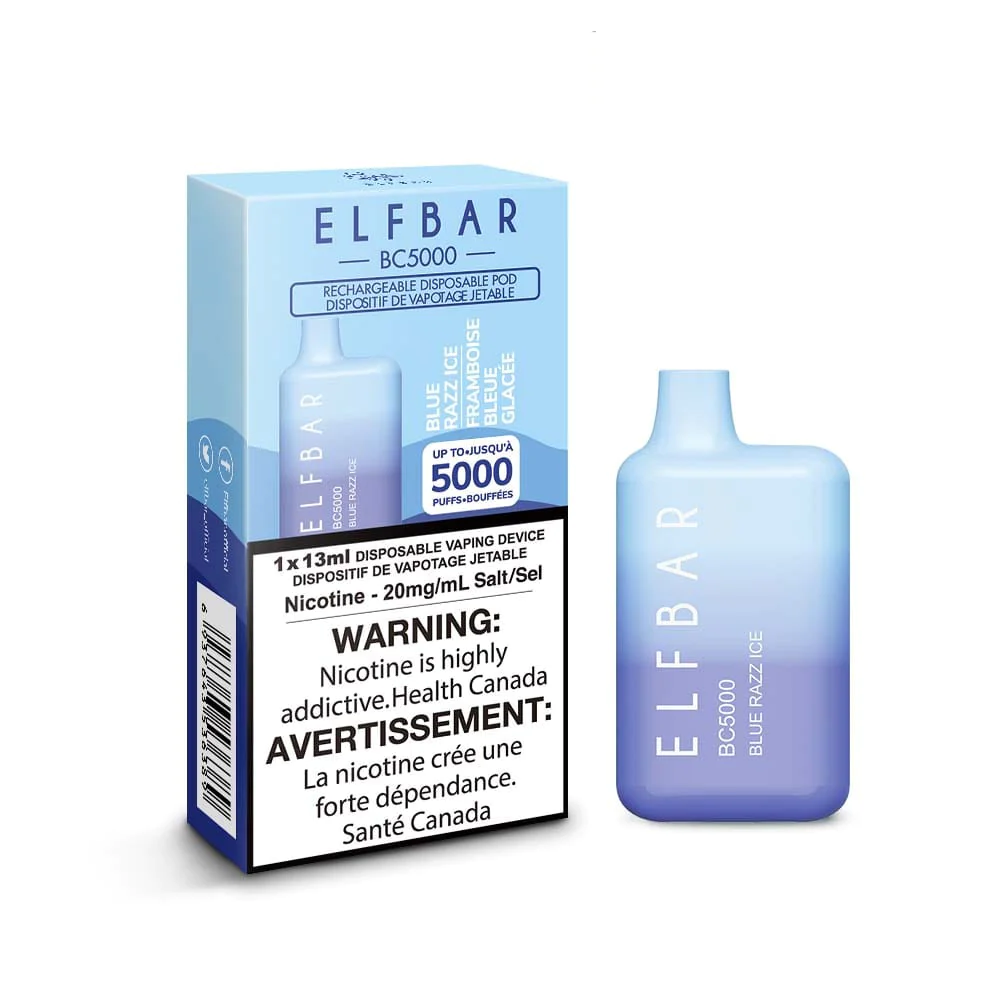 ELFBAR
BC5000
RECHARGEABLE DISPOSABLE POD
DISPOSITIF DE VAPOTAGE JETABLE
BLUE
RAZZ ICE
FRAMBOISE
BLEUE
GLACÉE
ELFBAR
BC5000
BLUE RAZZ ICE
UP TO•JUSQU'À
5000
PUFFS•BOUFFÉES
1 x 13ml DISPOSABLE VAPING DEVICE
DISPOSITIF DE VAPOTAGE JETABLE
Nicotine - 20mg/mL Salt/Sel
WARNING:
Nicotine is highly
addictive.Health Canada
AVERTISSEMENT:
La nicotine crée une
forte dépendance.
Santé Canada
ELFBAR
BC5000
BLUE RAZZ ICE